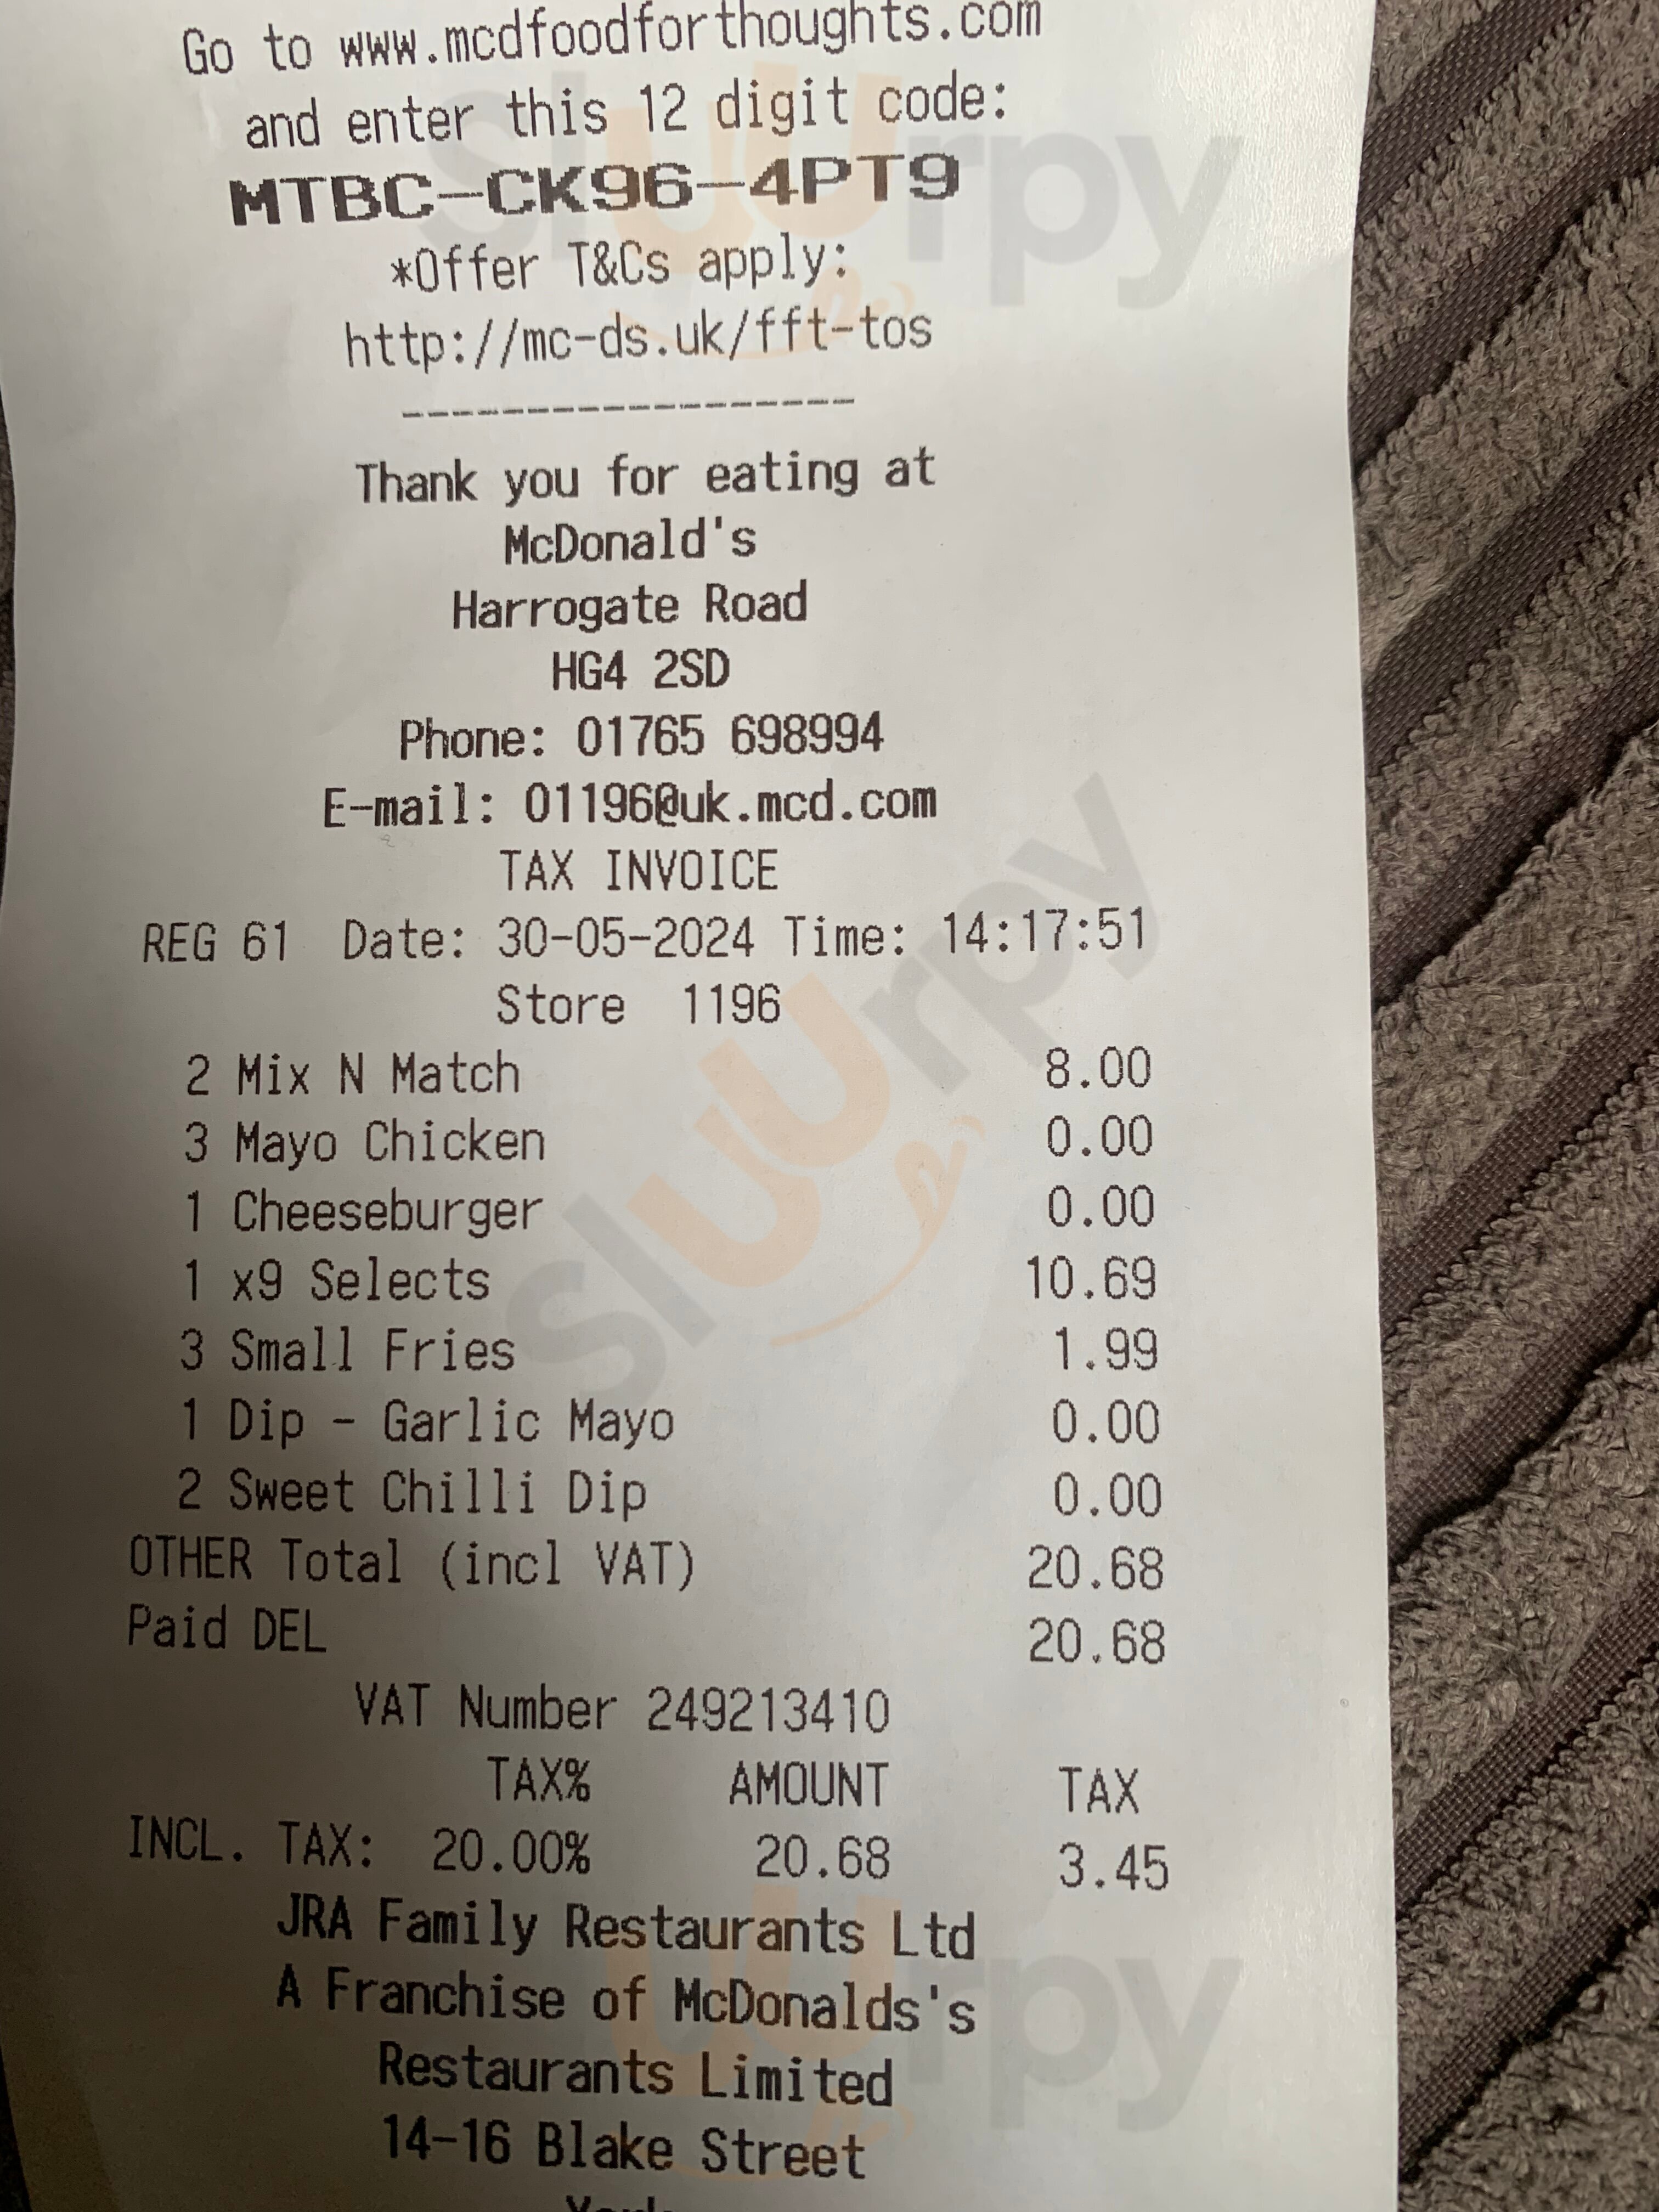 Go to www.mcdfoodforthoughts.com
and enter this 12 digit code:
MTBC-CK96-4PT9
*Offer T&Cs apply:
http://mc-ds.uk/fft-tos
------------------
Thank you for eating at
McDonald's
Harrogate Road
HG4 2SD
Phone: 01765 698994
E-mail: 01196@uk.mcd.com
TAX INVOICE
REG 61 Date: 30-05-2024 Time: 14:17:51
Store 1196
2 Mix N Match 8.00
3 Mayo Chicken 0.00
1 Cheeseburger 0.00
1 x9 Selects 10.69
3 Small Fries 1.99
1 Dip - Garlic Mayo 0.00
2 Sweet Chilli Dip 0.00
OTHER Total (incl VAT) 20.68
Paid DEL 20.68
VAT Number 249213410
TAX% AMOUNT TAX
INCL. TAX: 20.00% 20.68 3.45
JRA Family Restaurants Ltd
A Franchise of McDonalds's
Restaurants Limited
14-16 Blake Street
sluurpy
sluurpy
sluurpy